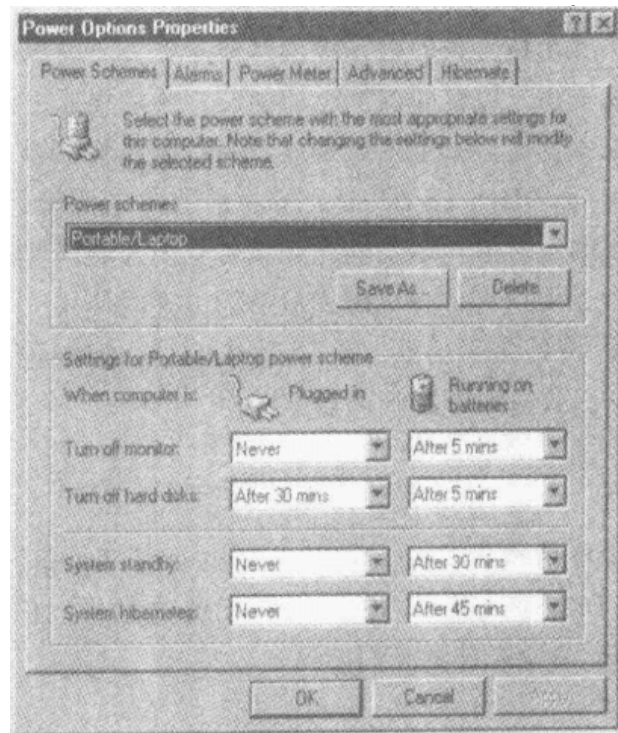 Power Options Properties
Power Schemes Alarms Power Meter Advanced Hibernate
Select the power scheme with the most appropriate settings for
this computer. Note that changing the settings below will modify
the selected scheme.
Power schemes
Portable/Laptop
Save As... Delete
Settings for Portable/Laptop power scheme
When computer is: Plugged in Running on
batteries
Turn off monitor: Never After 5 mins
Turn off hard disks: After 30 mins After 5 mins
System standby: Never After 30 mins
System hibernates: Never After 45 mins
OK Cancel Apply